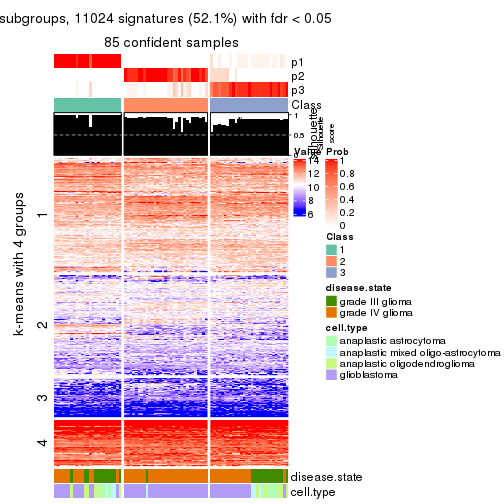 subgroups, 11024 signatures (52.1%) with fdr < 0.05
85 confident samples
p1
p2
p3
Class
1
0.5
0
Silhouette
score
k-means with 4 groups
1
2
3
4
disease.state
cell.type
Value
14
12
10
8
6
Prob
1
0.8
0.6
0.4
0.2
0
Class
1
2
3
disease.state
grade III glioma
grade IV glioma
cell.type
anaplastic astrocytoma
anaplastic mixed oligo-astrocytoma
anaplastic oligodendroglioma
glioblastoma